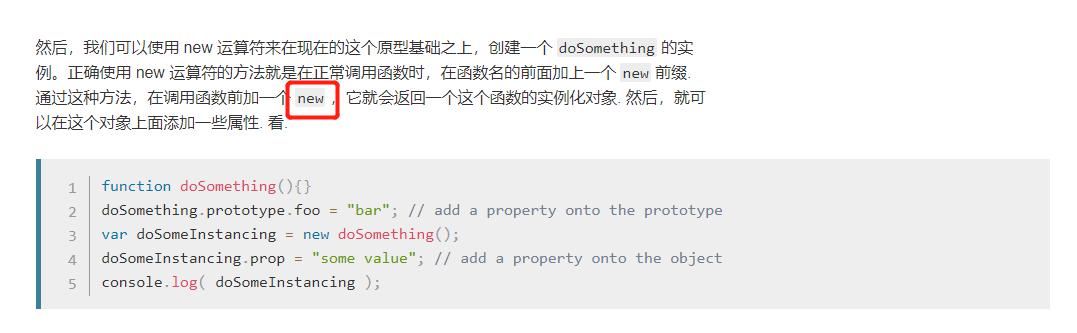 然后，我们可以使用 new 运算符来在现在的这个原型基础之上，创建一个 doSomething 的实
例。正确使用 new 运算符的方法就是在正常调用函数时，在函数名的前面加上一个 new 前缀.
通过这种方法，在调用函数前加一个 new ，它就会返回一个这个函数的实例化对象. 然后，就可
以在这个对象上面添加一些属性. 看.
1 function doSomething(){}
2 doSomething.prototype.foo = "bar"; // add a property onto the prototype
3 var doSomeInstancing = new doSomething();
4 doSomeInstancing.prop = "some value"; // add a property onto the object
5 console.log( doSomeInstancing );